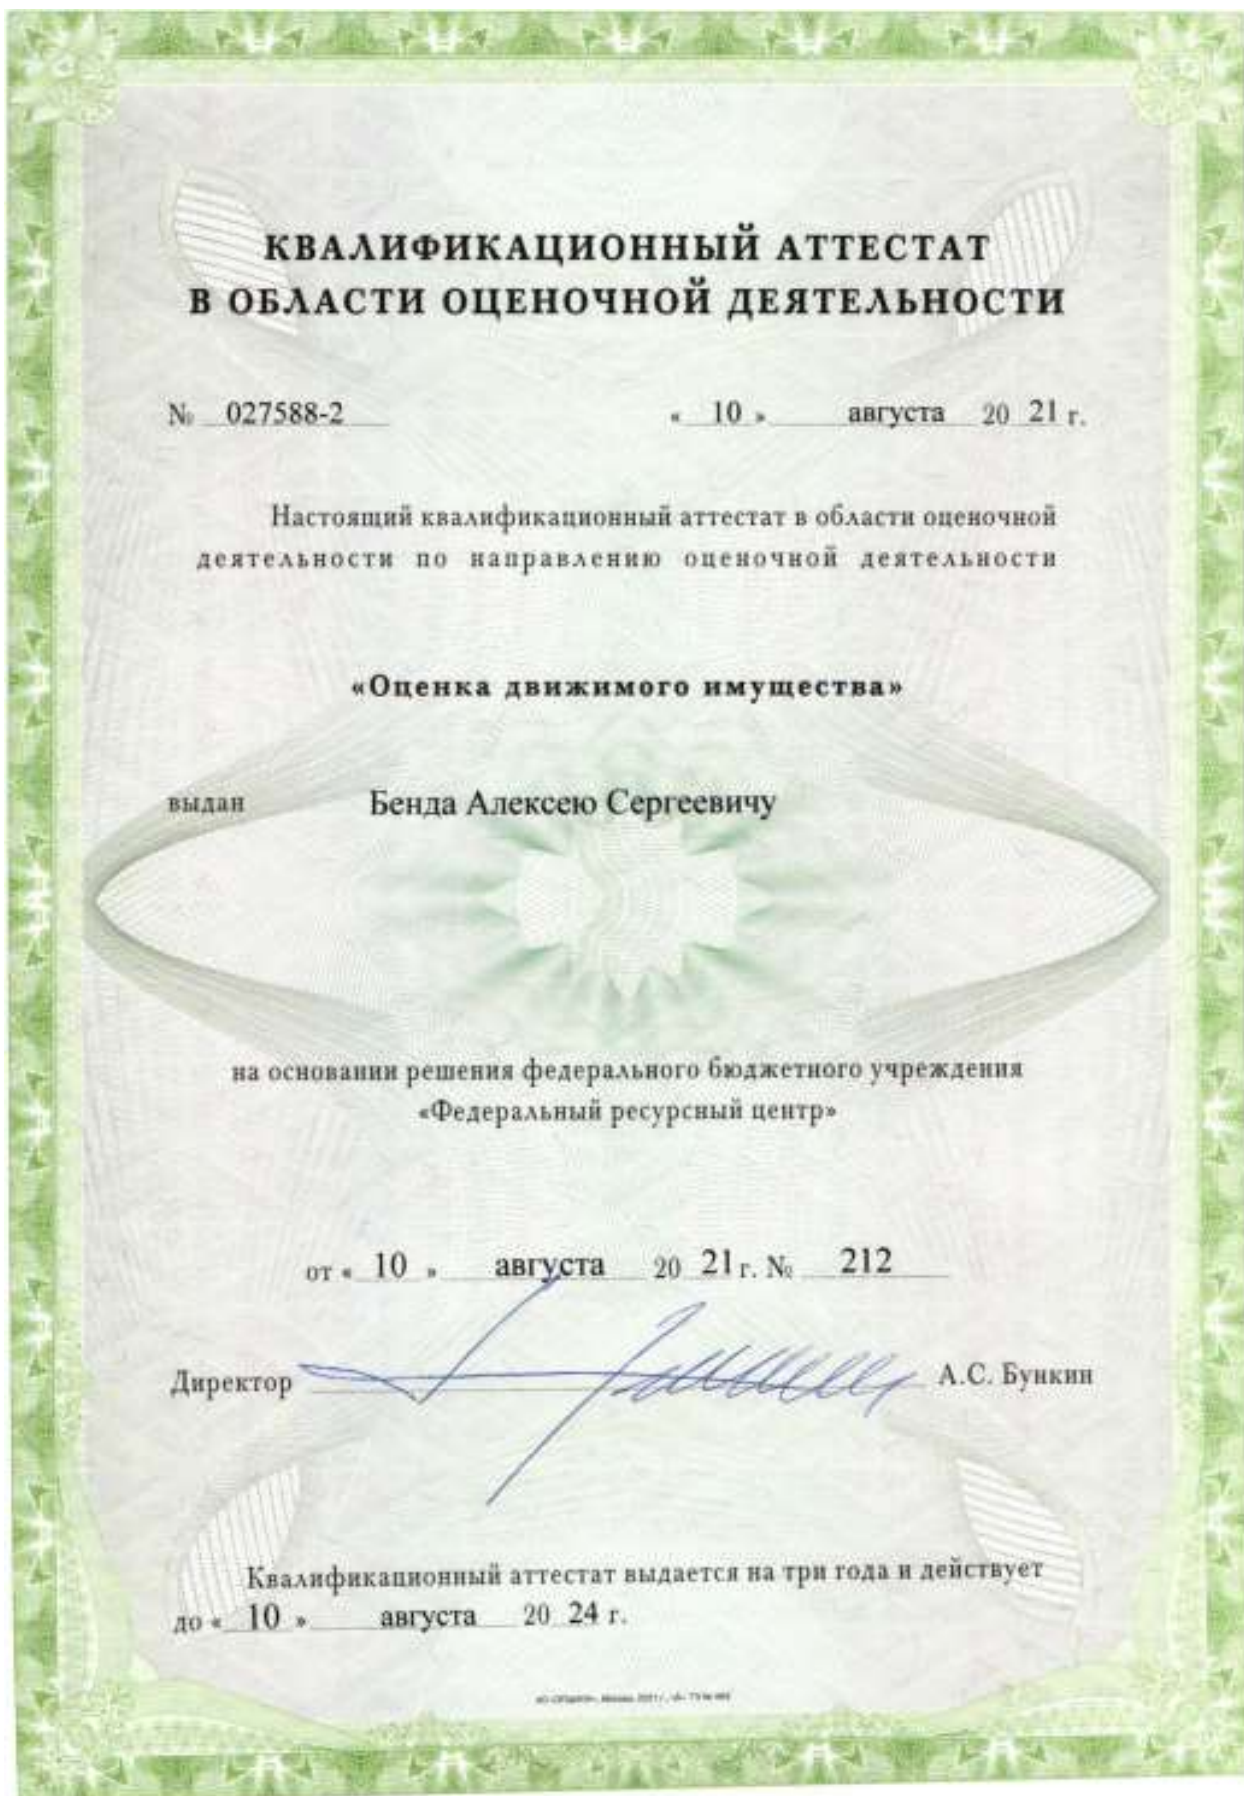 КВАЛИФИКАЦИОННЫЙ АТТЕСТАТ
В ОБЛАСТИ ОЦЕНОЧНОЙ ДЕЯТЕЛЬНОСТИ
№ 027588-2 « 10 » августа 20 21 г.
Настоящий квалификационный аттестат в области оценочной
деятельности по направлению оценочной деятельности
«Оценка движимого имущества»
выдан Бенда Алексею Сергеевичу
на основании решения федерального бюджетного учреждения
«Федеральный ресурсный центр»
от « 10 » августа 20 21 г. № 212
Директор А.С. Бункин
Квалификационный аттестат выдается на три года и действует
до « 10 » августа 20 24 г.